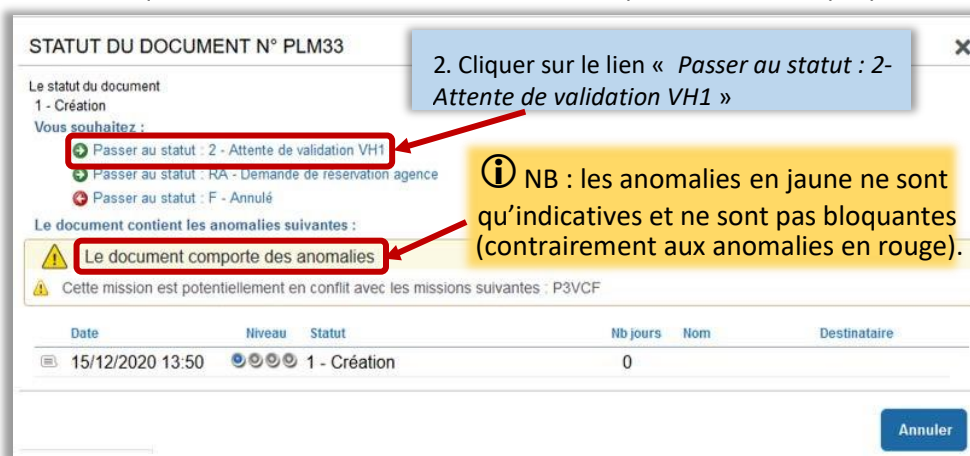 STATUT DU DOCUMENT N° PLM33
2. Cliquer sur le lien « Passer au statut : 2-
Attente de validation VH1 »
Le statut du document
1 - Création
Vous souhaitez :
Passer au statut : 2 - Attente de validation VH1
Passer au statut : RA - Demande de réservation agence
Passer au statut : F - Annulé
NB : les anomalies en jaune ne sont
qu’indicatives et ne sont pas bloquantes
(contrairement aux anomalies en rouge).
Le document contient les anomalies suivantes :
Le document comporte des anomalies
Cette mission est potentiellement en conflit avec les missions suivantes : P3VCF
Date Niveau Statut Nb jours Nom Destinataire
15/12/2020 13:50 1 - Création 0
Annuler